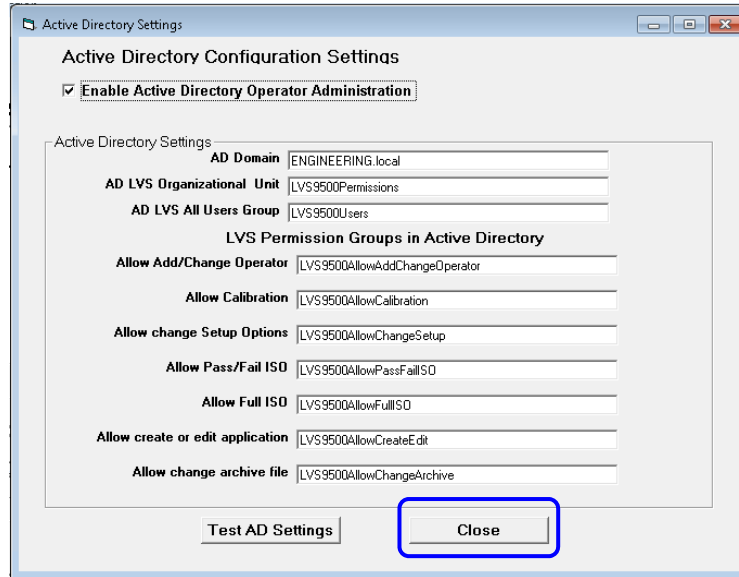 Active Directory Settings
Active Directory Configuration Settings
Enable Active Directory Operator Administration
Active Directory Settings
AD Domain ENGINEERING.local
AD LVS Organizational Unit LVS9500Permissions
AD LVS All Users Group LVS9500Users
LVS Permission Groups in Active Directory
Allow Add/Change Operator LVS9500AllowAddChangeOperator
Allow Calibration LVS9500AllowCalibration
Allow change Setup Options LVS9500AllowChangeSetup
Allow Pass/Fail ISO LVS9500AllowPassFailISO
Allow Full ISO LVS9500AllowFullISO
Allow create or edit application LVS9500AllowCreateEdit
Allow change archive file LVS9500AllowChangeArchive
Test AD Settings Close